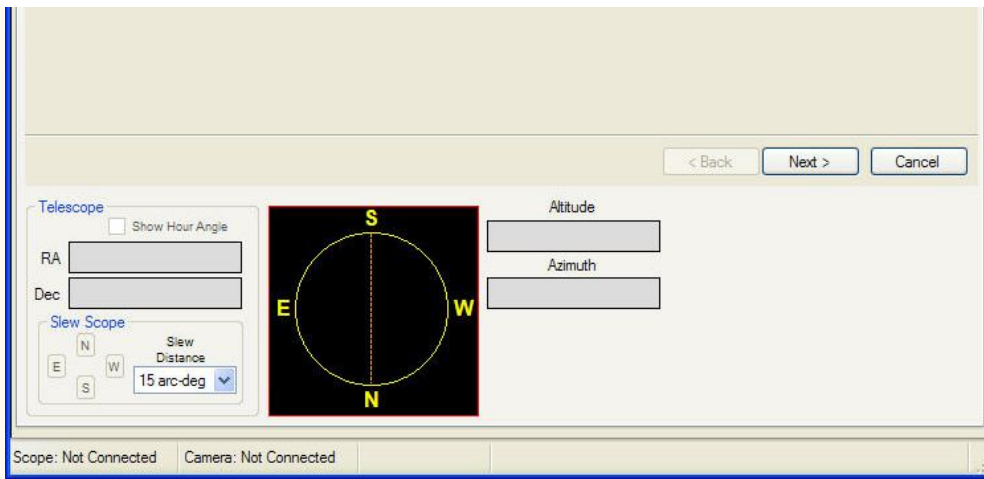 < Back
Next >
Cancel
Telescope
Show Hour Angle
RA
Dec
Slew Scope
N
E
W
S
Slew
Distance
15 arc-deg
S
E
W
N
Altitude
Azimuth
Scope: Not Connected
Camera: Not Connected